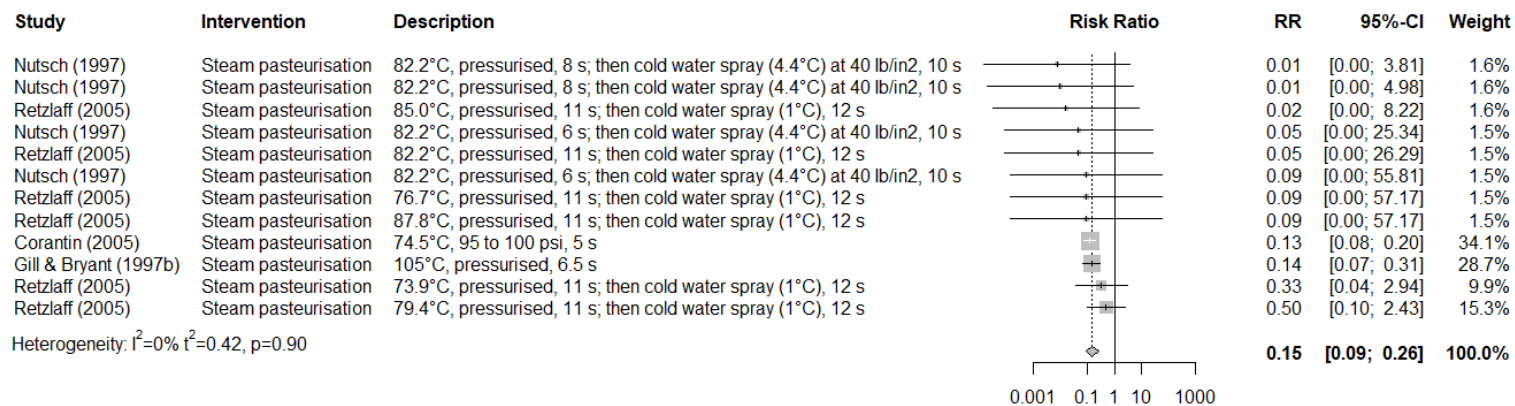 Study Intervention Description Risk Ratio RR 95%-CI Weight
Nutsch (1997) Steam pasteurisation 82.2°C, pressurised, 8 s; then cold water spray (4.4°C) at 40 lb/in2, 10 s 0.01 [0.00; 3.81] 1.6%
Nutsch (1997) Steam pasteurisation 82.2°C, pressurised, 8 s; then cold water spray (4.4°C) at 40 lb/in2, 10 s 0.01 [0.00; 4.98] 1.6%
Retzlaff (2005) Steam pasteurisation 85.0°C, pressurised, 11 s; then cold water spray (1°C), 12 s 0.02 [0.00; 8.22] 1.6%
Nutsch (1997) Steam pasteurisation 82.2°C, pressurised, 6 s; then cold water spray (4.4°C) at 40 lb/in2, 10 s 0.05 [0.00; 25.34] 1.5%
Retzlaff (2005) Steam pasteurisation 82.2°C, pressurised, 11 s; then cold water spray (1°C), 12 s 0.05 [0.00; 26.29] 1.5%
Nutsch (1997) Steam pasteurisation 82.2°C, pressurised, 6 s; then cold water spray (4.4°C) at 40 lb/in2, 10 s 0.09 [0.00; 55.81] 1.5%
Retzlaff (2005) Steam pasteurisation 76.7°C, pressurised, 11 s; then cold water spray (1°C), 12 s 0.09 [0.00; 57.17] 1.5%
Retzlaff (2005) Steam pasteurisation 87.8°C, pressurised, 11 s; then cold water spray (1°C), 12 s 0.09 [0.00; 57.17] 1.5%
Corantin (2005) Steam pasteurisation 74.5°C, 95 to 100 psi, 5 s 0.13 [0.08; 0.20] 34.1%
Gill & Bryant (1997b) Steam pasteurisation 105°C, pressurised, 6.5 s 0.14 [0.07; 0.31] 28.7%
Retzlaff (2005) Steam pasteurisation 73.9°C, pressurised, 11 s; then cold water spray (1°C), 12 s 0.33 [0.04; 2.94] 9.9%
Retzlaff (2005) Steam pasteurisation 79.4°C, pressurised, 11 s; then cold water spray (1°C), 12 s 0.50 [0.10; 2.43] 15.3%
Heterogeneity: I²=0% t²=0.42, p=0.90 0.15 [0.09; 0.26] 100.0%
0.001 0.1 1 10 1000